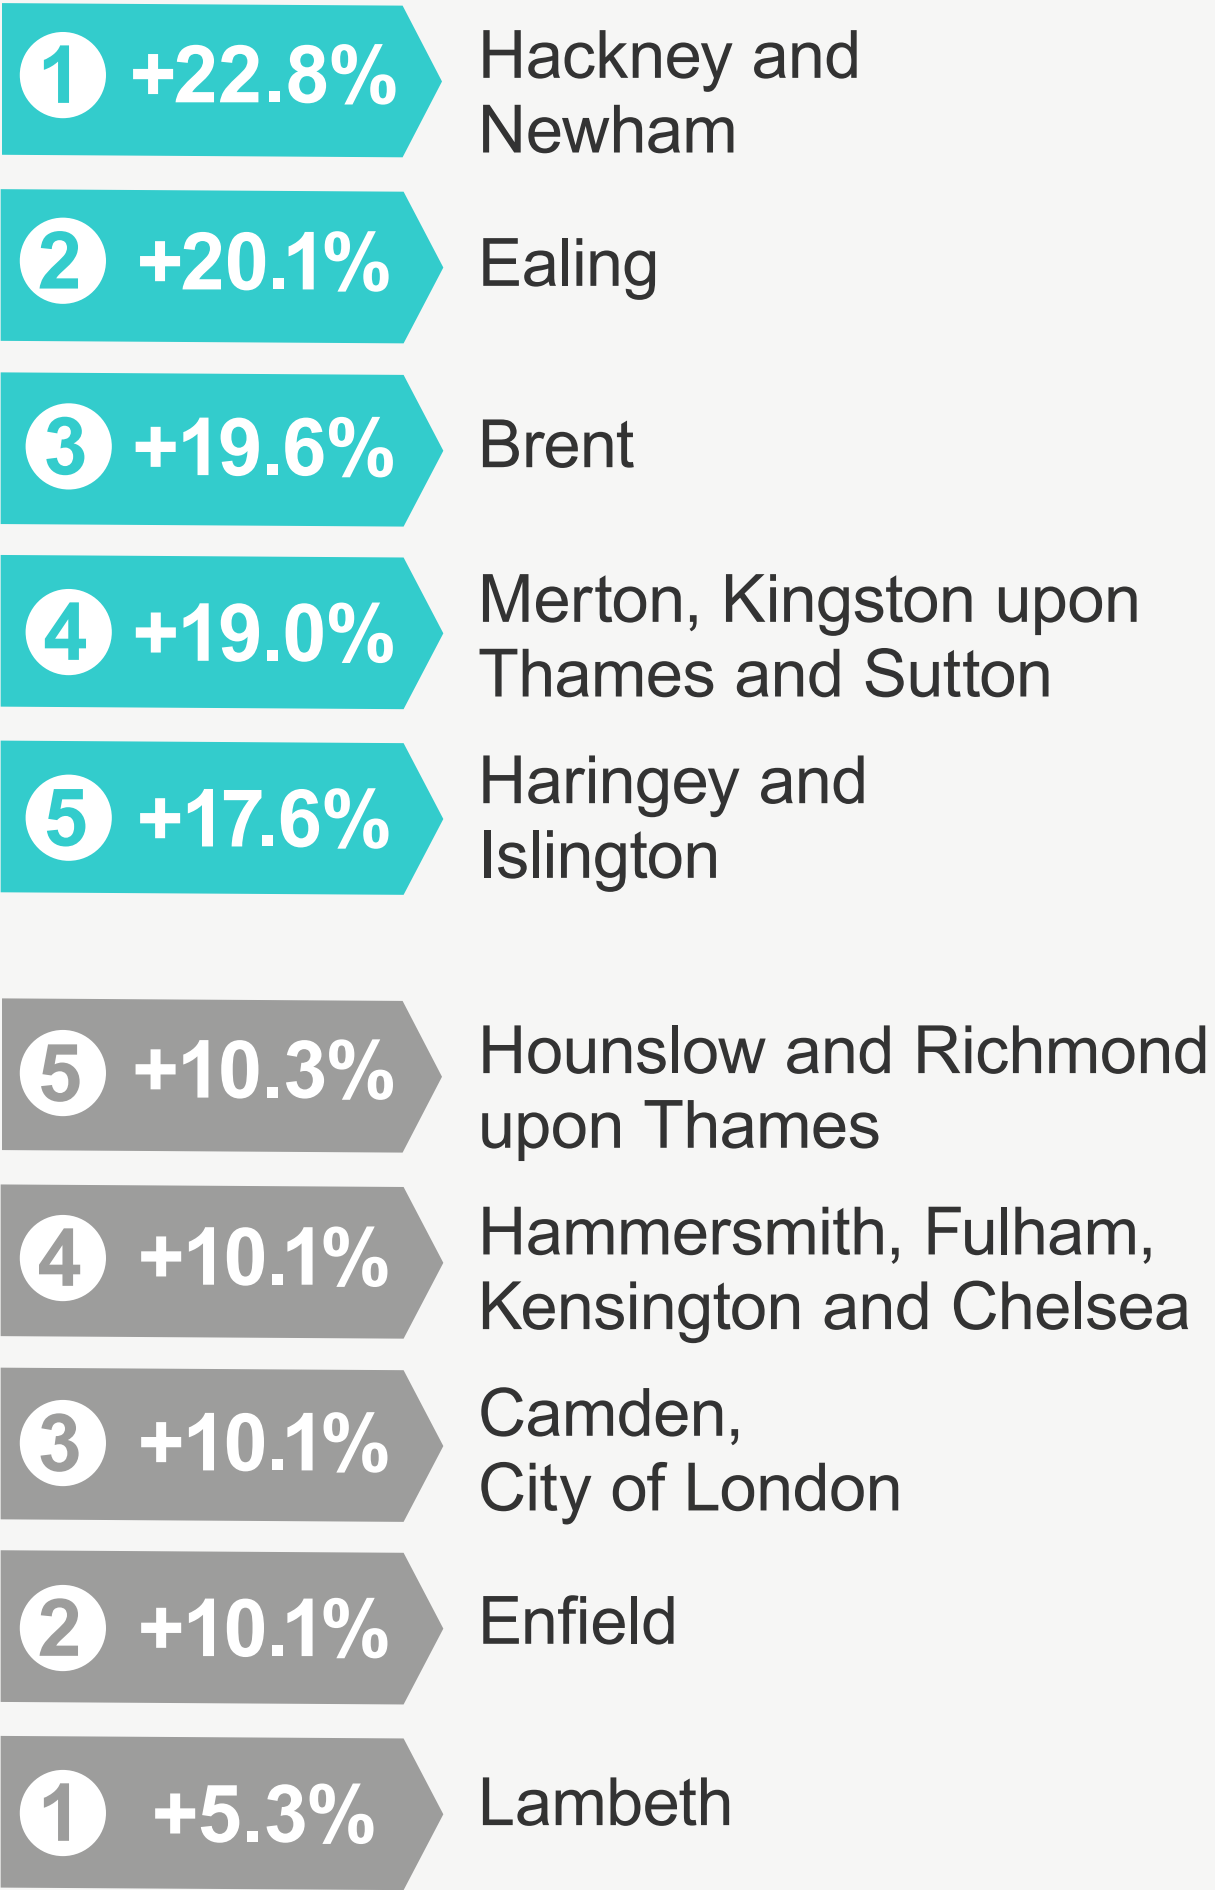 1 +22.8% Hackney and
Newham
2 +20.1% Ealing
3 +19.6% Brent
4 +19.0% Merton, Kingston upon
Thames and Sutton
5 +17.6% Haringey and
Islington
5 +10.3% Hounslow and Richmond
upon Thames
4 +10.1% Hammersmith, Fulham,
Kensington and Chelsea
3 +10.1% Camden,
City of London
2 +10.1% Enfield
1 +5.3% Lambeth